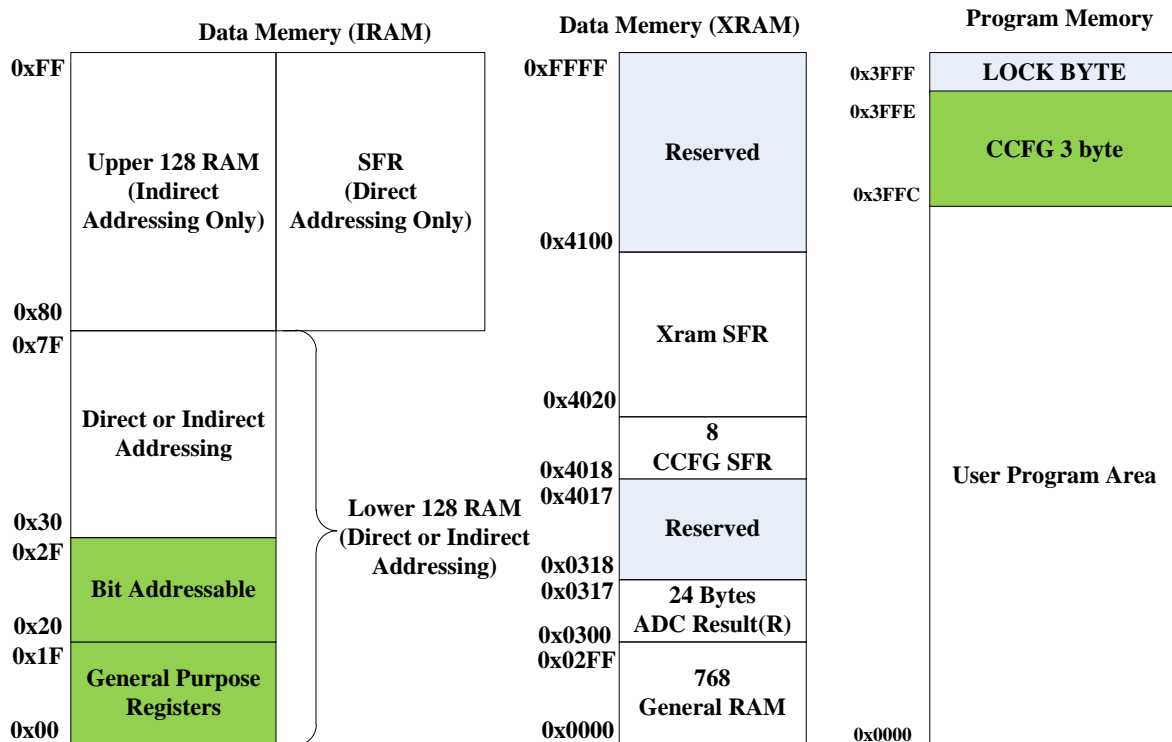 Data Memery (IRAM)
0xFF
Upper 128 RAM
(Indirect
Addressing Only)
SFR
(Direct
Addressing Only)
0x80
0x7F
Direct or Indirect
Addressing
0x30
0x2F
Bit Addressable
0x20
0x1F
General Purpose
Registers
0x00
Lower 128 RAM
(Direct or Indirect
Addressing)
Data Memery (XRAM)
0xFFFF
Reserved
0x4100
Xram SFR
0x4020
8
CCFG SFR
0x4018
0x4017
Reserved
0x0318
0x0317
24 Bytes
ADC Result(R)
0x0300
0x02FF
768
General RAM
0x0000
Program Memory
0x3FFF
LOCK BYTE
0x3FFE
CCFG 3 byte
0x3FFC
User Program Area
0x0000